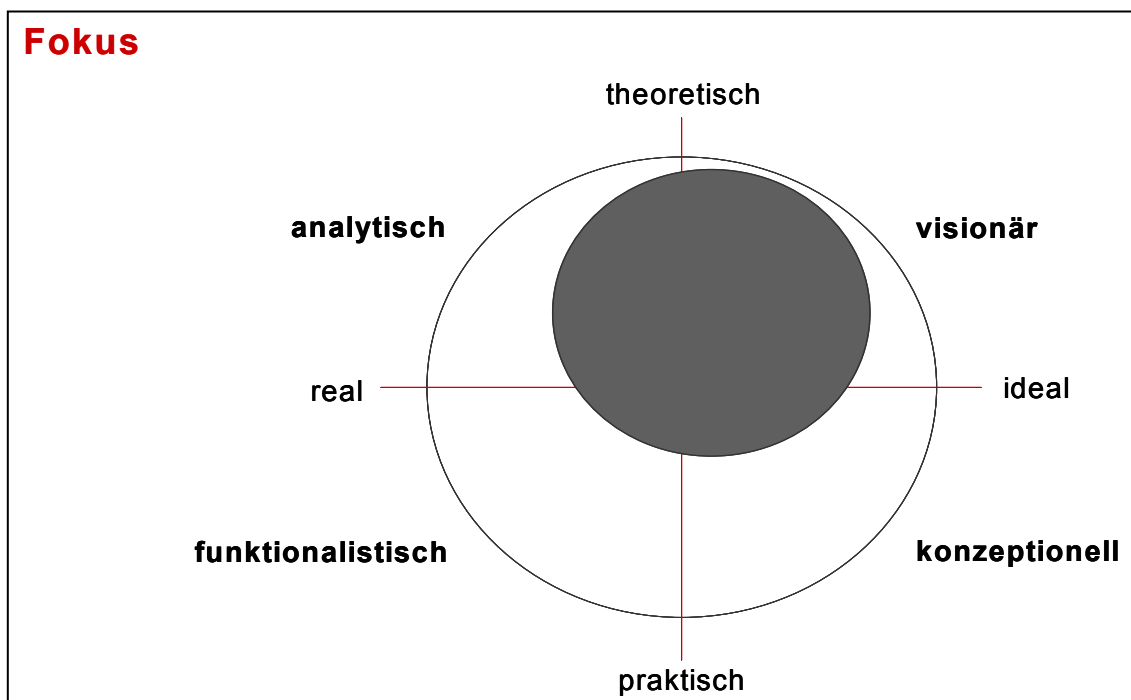 Fokus
theoretisch
analytisch
visionär
real
ideal
funktionalistisch
konzeptionell
praktisch